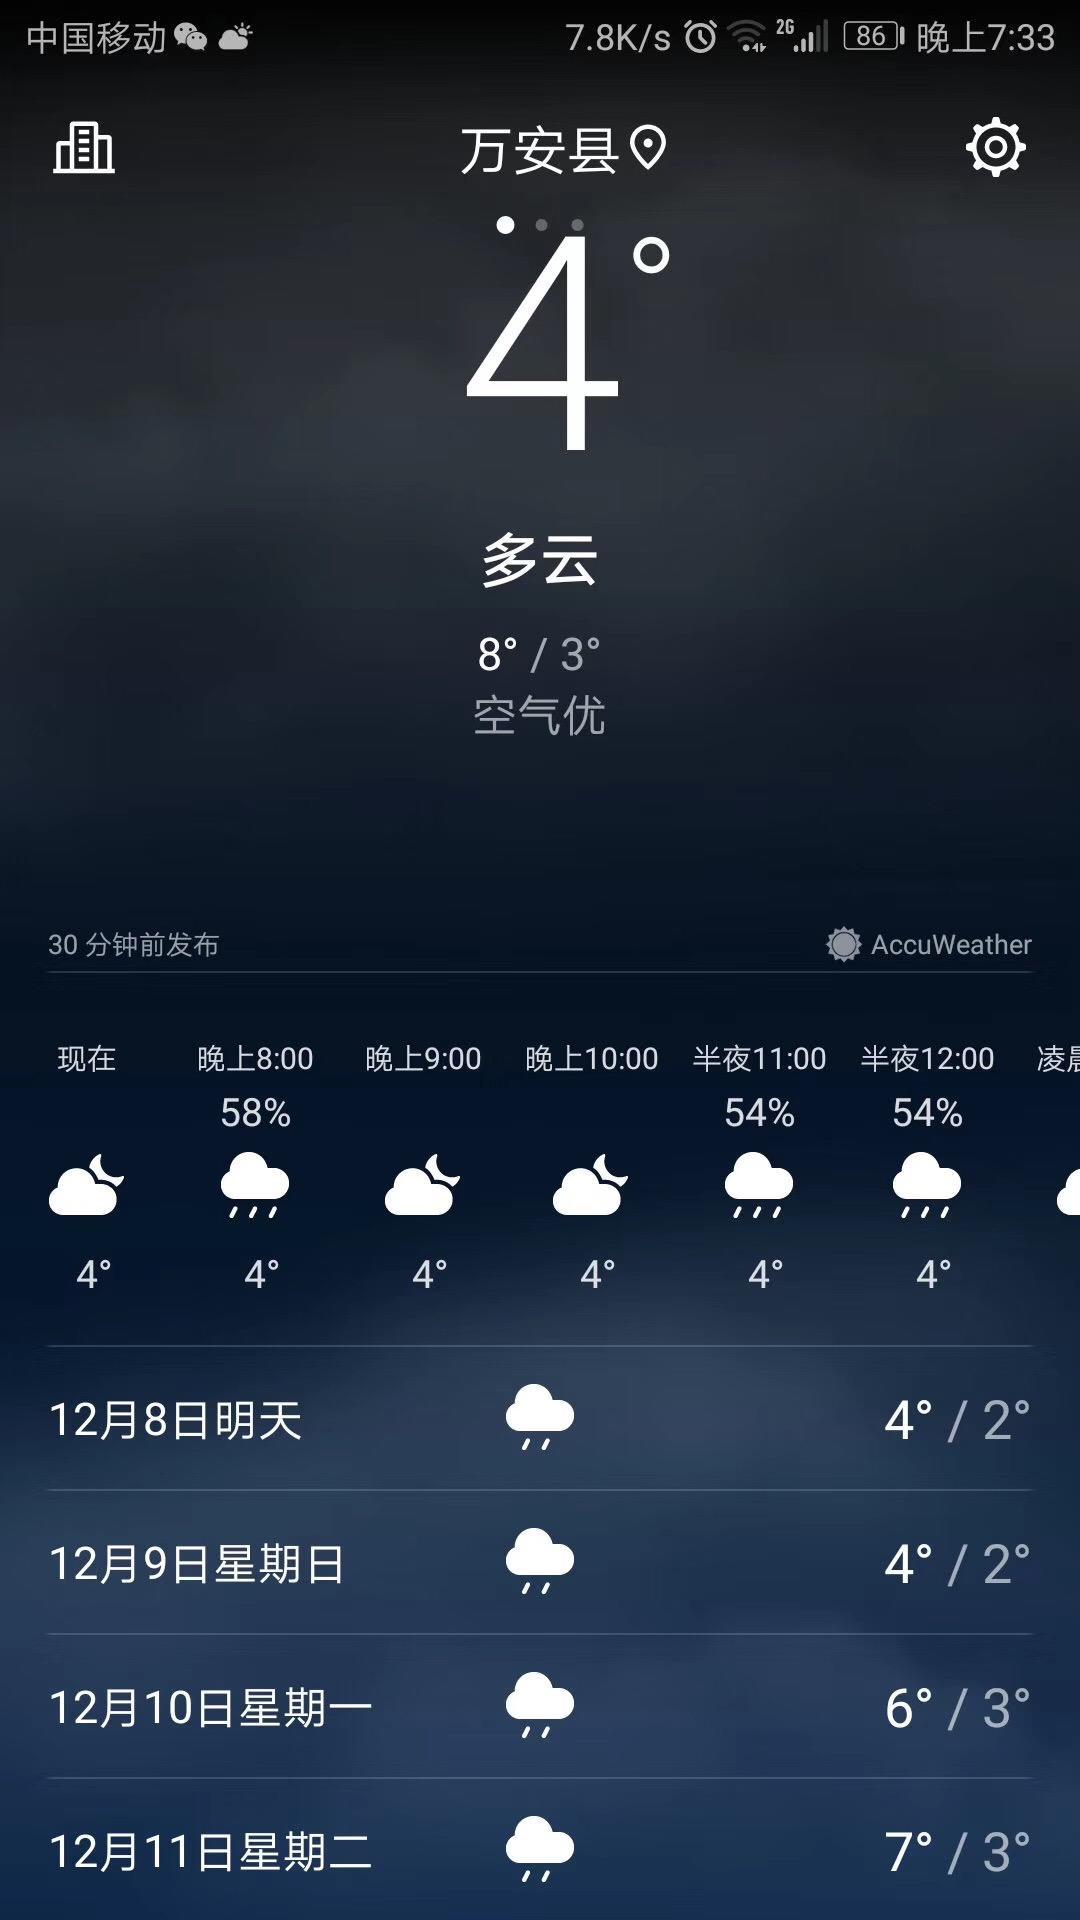 中国移动 7.8K/s 2G 86 晚上7:33
万安县
4°
多云
8° / 3°
空气优
30 分钟前发布 AccuWeather
现在 晚上8:00 晚上9:00 晚上10:00 半夜11:00 半夜12:00 凌晨
58% 54% 54%
4° 4° 4° 4° 4° 4°
12月8日明天 4° / 2°
12月9日星期日 4° / 2°
12月10日星期一 6° / 3°
12月11日星期二 7° / 3°